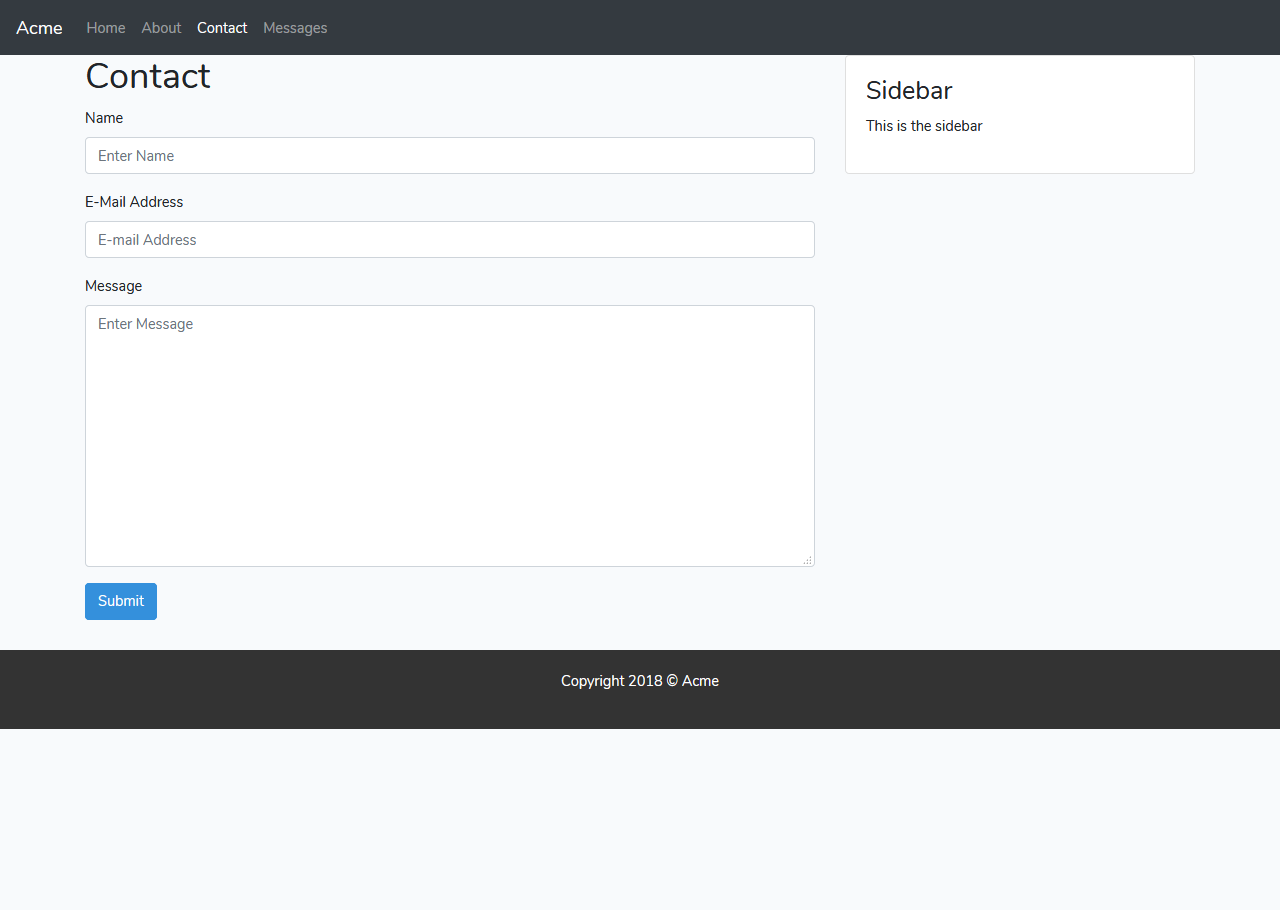 Acme Home About Contact Messages
Contact
Name
Enter Name
E-Mail Address
E-mail Address
Message
Enter Message
Submit
Sidebar
This is the sidebar
Copyright 2018 © Acme